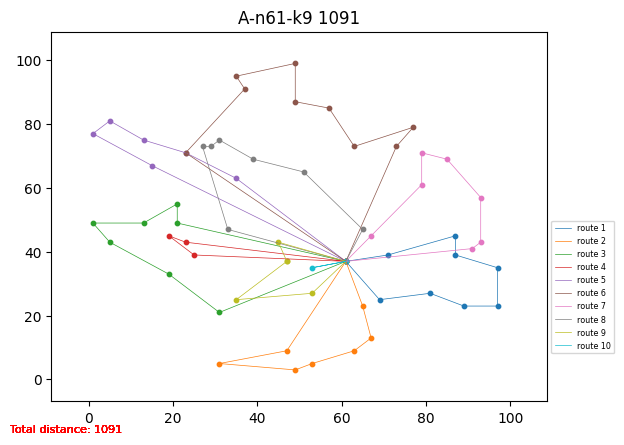 A-n61-k9 1091
100
80
60
40
20
0
0 20 40 60 80 100
route 1
route 2
route 3
route 4
route 5
route 6
route 7
route 8
route 9
route 10
Total distance: 1091